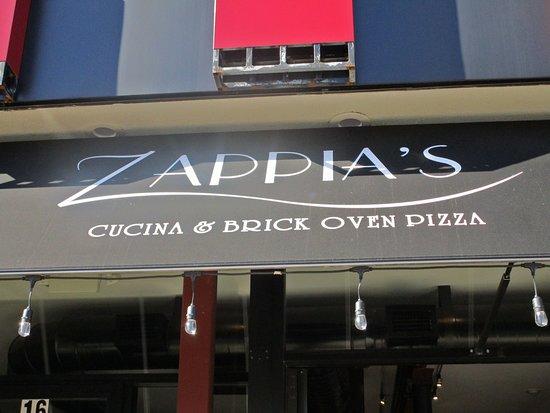 ZAPPIA'S
CUCINA & BRICK OVEN PIZZA
16